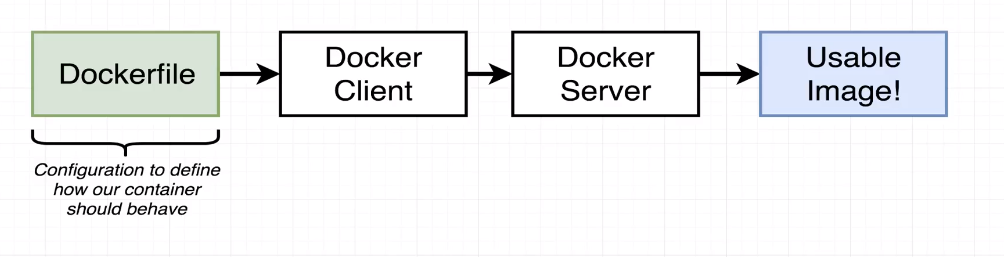 Dockerfile
Docker
Client
Docker
Server
Usable
Image!
Configuration to define
how our container
should behave